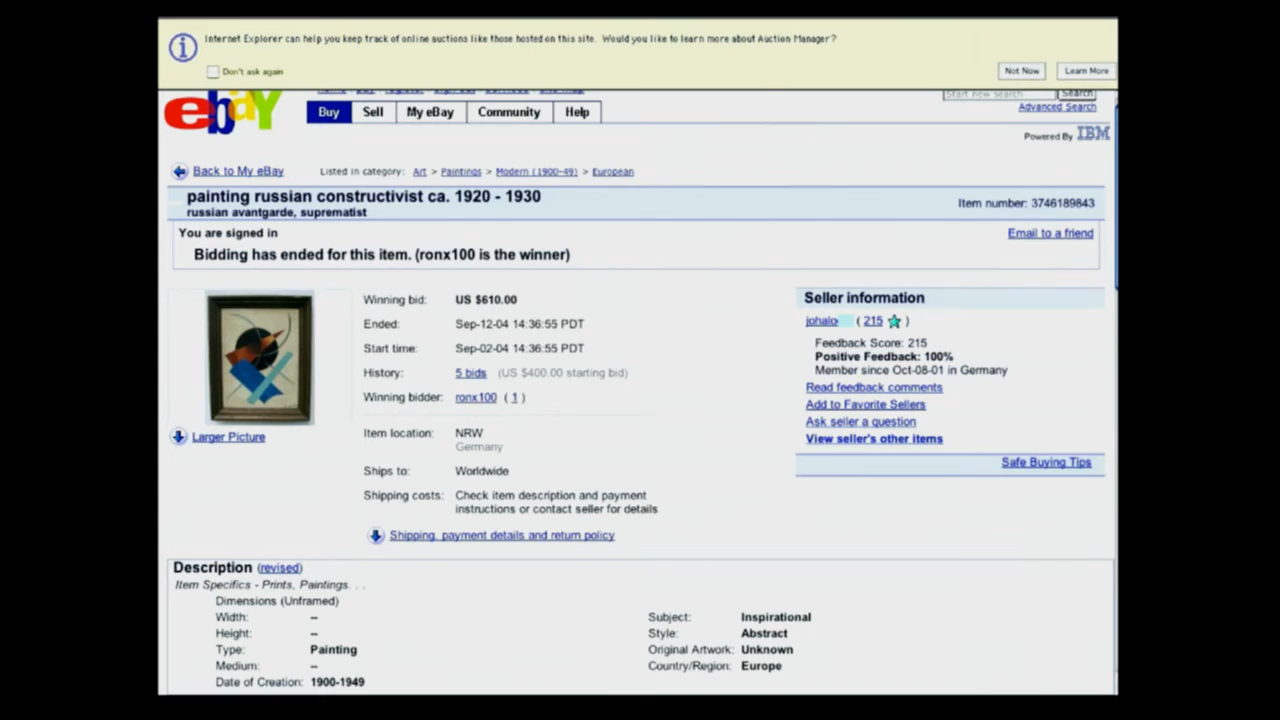 Internet Explorer can help you keep track of online auctions like those hosted on this site. Would you like to learn more about Auction Manager?
Don't ask again
Not Now
Learn More
ebay
Buy
Sell
My eBay
Community
Help
Start new search
Search
Advanced Search
Powered By IBM
Back to My eBay
Listed in category: Art > Paintings > Modern (1900-49) > European
painting russian constructivist ca. 1920 - 1930
russian avantgarde, suprematist
Item number: 3746189843
You are signed in
Email to a friend
Bidding has ended for this item. (ronx100 is the winner)
Larger Picture
Winning bid: US $610.00
Ended: Sep-12-04 14:36:55 PDT
Start time: Sep-02-04 14:36:55 PDT
History: 5 bids (US $400.00 starting bid)
Winning bidder: ronx100 ( 1 )
Item location: NRW
Germany
Ships to: Worldwide
Shipping costs: Check item description and payment
instructions or contact seller for details
Shipping, payment details and return policy
Seller information
johalo ( 215 )
Feedback Score: 215
Positive Feedback: 100%
Member since Oct-08-01 in Germany
Read feedback comments
Add to Favorite Sellers
Ask seller a question
View seller's other items
Safe Buying Tips
Description (revised)
Item Specifics - Prints, Paintings. . .
Dimensions (Unframed)
Width: --
Height: --
Type: Painting
Medium: --
Date of Creation: 1900-1949
Subject: Inspirational
Style: Abstract
Original Artwork: Unknown
Country/Region: Europe